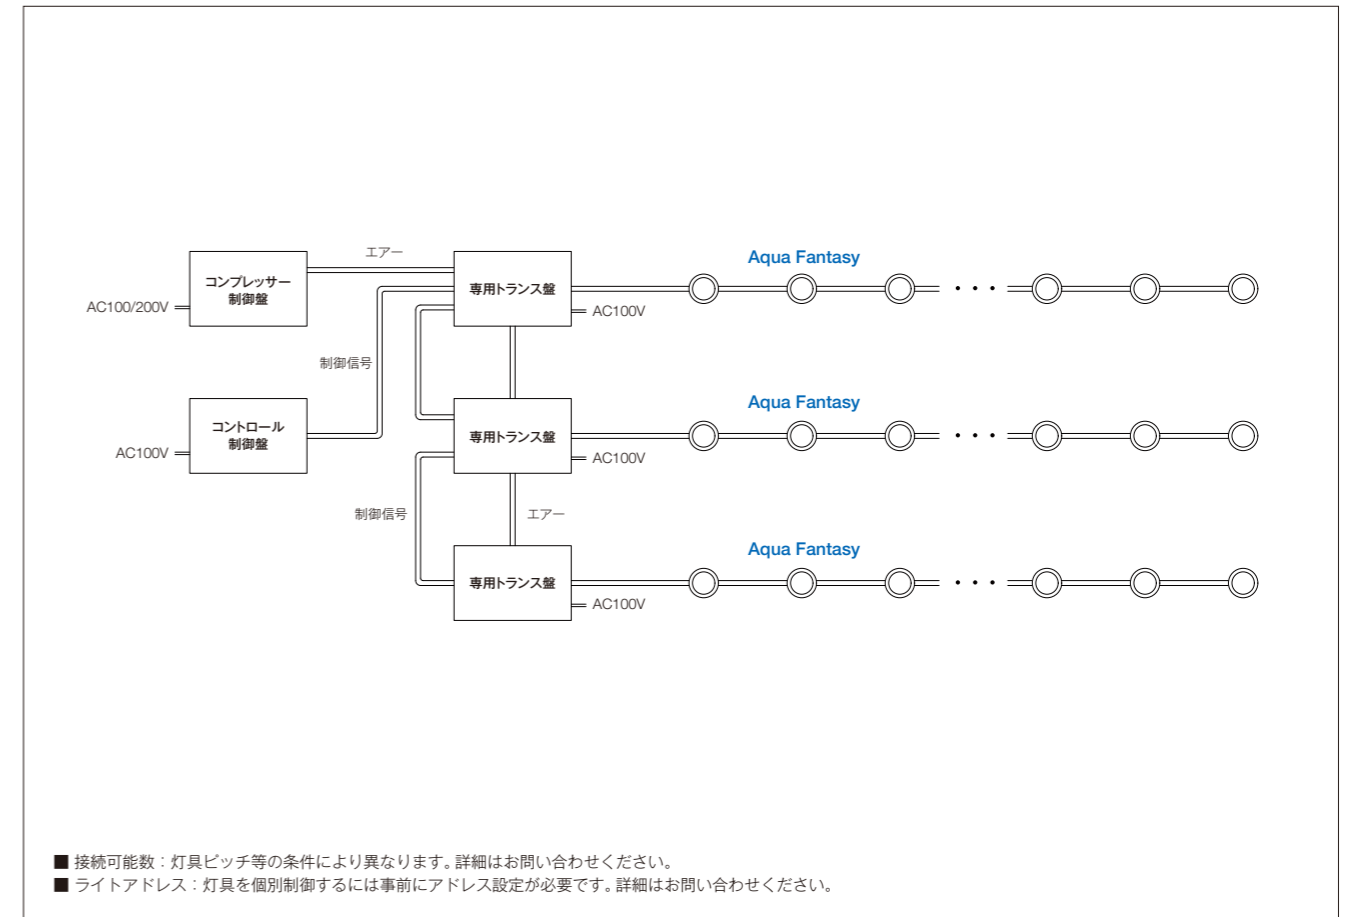 エアー
Aqua Fantasy
コンプレッサー
制御盤
専用トランス盤
AC100/200V
AC100V
制御信号
Aqua Fantasy
コントロール
制御盤
専用トランス盤
AC100V
AC100V
制御信号
エアー
Aqua Fantasy
専用トランス盤
AC100V
■ 接続可能数：灯具ピッチ等の条件により異なります。詳細はお問い合わせください。
■ ライトアドレス：灯具を個別制御するには事前にアドレス設定が必要です。詳細はお問い合わせください。